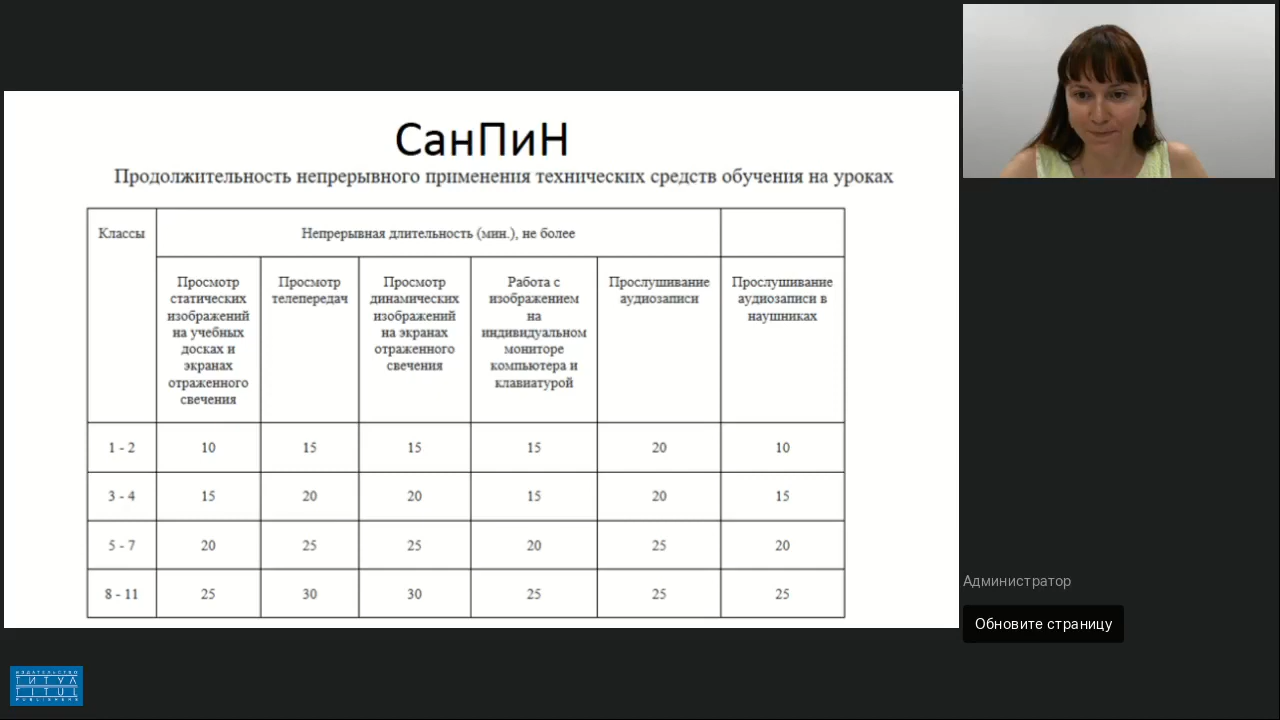 СанПиН
Продолжительность непрерывного применения технических средств обучения на уроках
Классы
Непрерывная длительность (мин.), не более
Просмотр
статических
изображений
на учебных
досках и
экранах
отраженного
свечения
Просмотр
телепередач
Просмотр
динамических
изображений
на экранах
отраженного
свечения
Работа с
изображением
на
индивидуальном
мониторе
компьютера и
клавиатурой
Прослушивание
аудиозаписи
Прослушивание
аудиозаписи в
наушниках
1 - 2 10 15 15 15 20 10
3 - 4 15 20 20 15 20 15
5 - 7 20 25 25 20 25 20
8 - 11 25 30 30 25 25 25
Администратор
Обновите страницу
ИЗДАТЕЛЬСТВО
ТИТУЛ
TITUL
PUBLISHERS